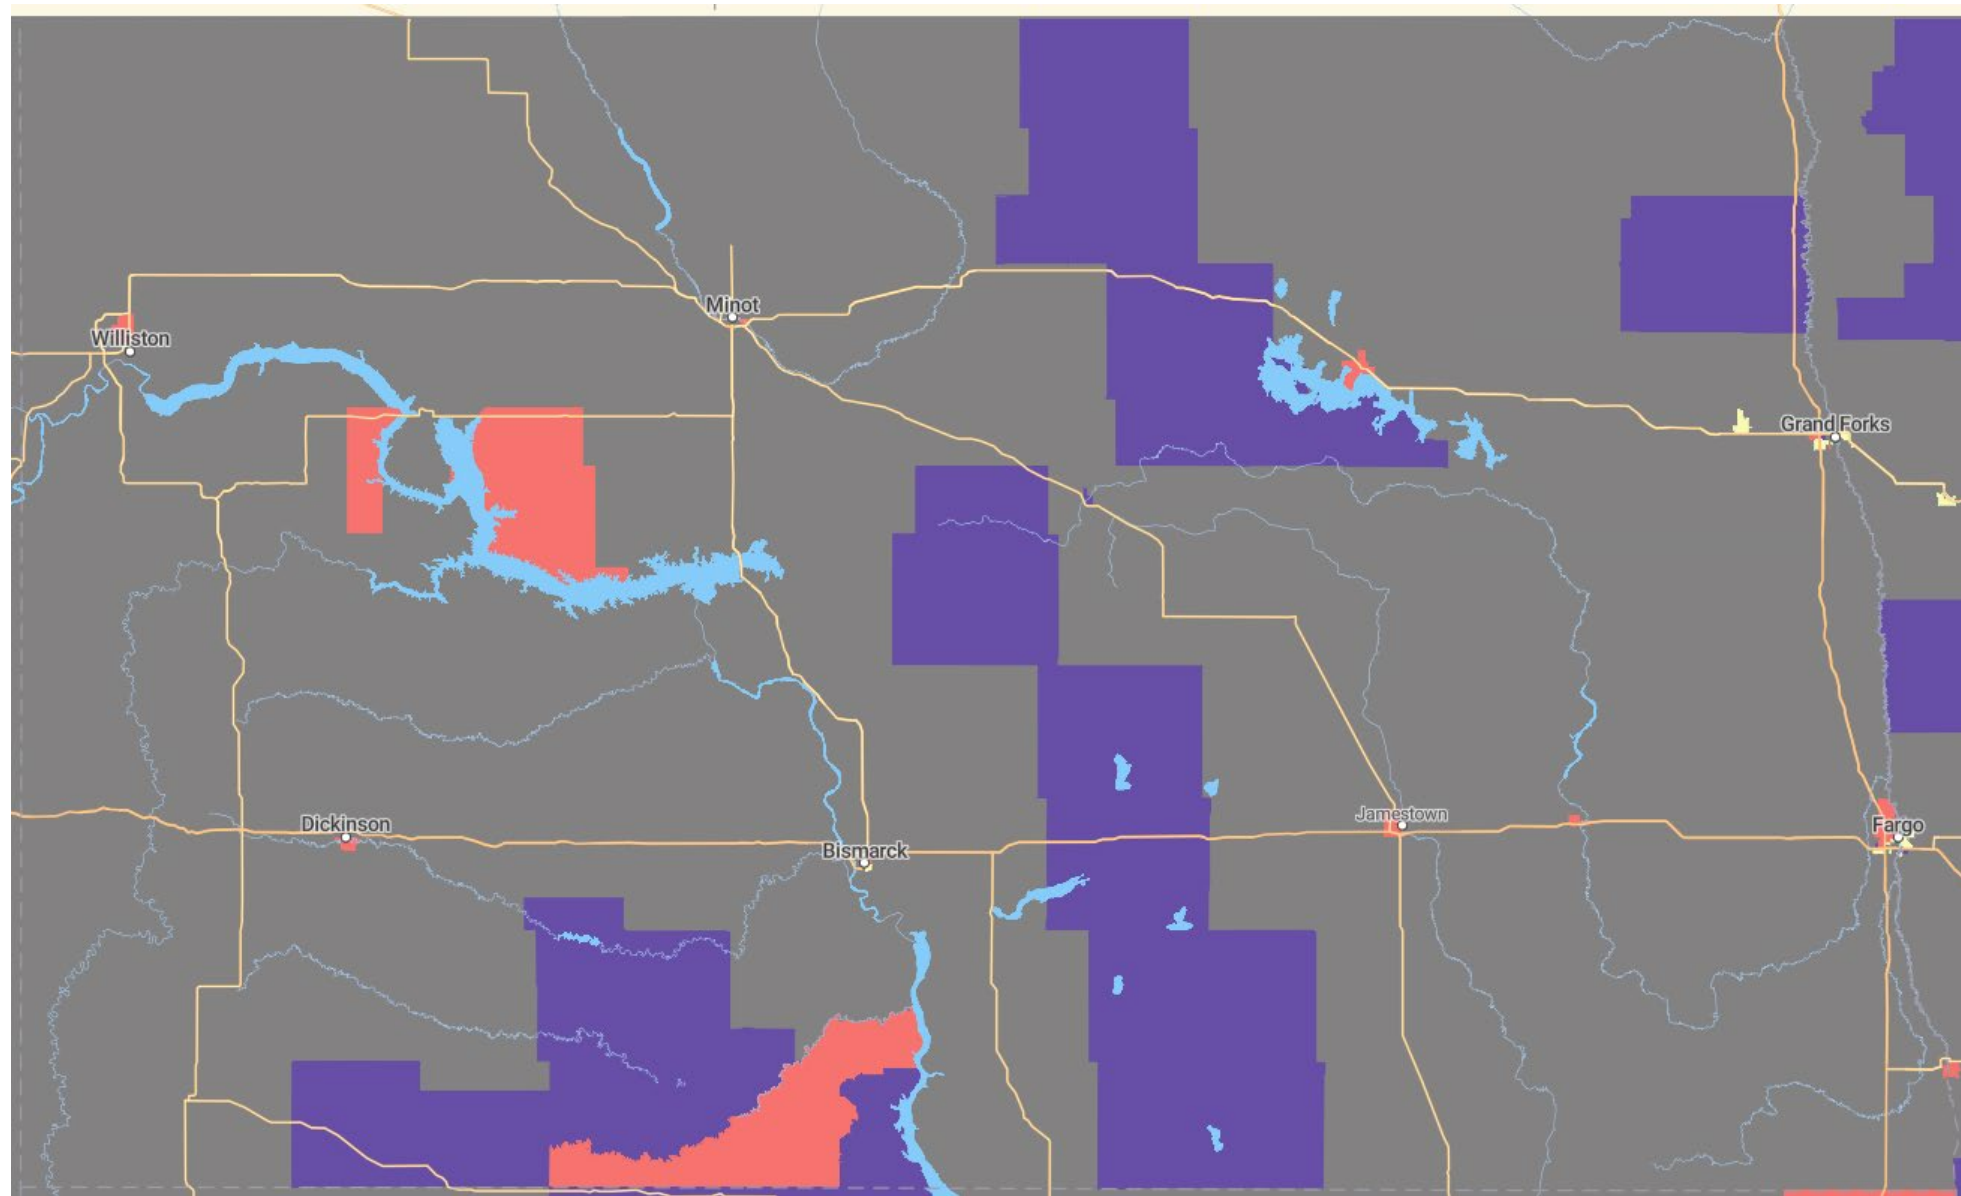 Minot
Williston
Grand Forks
Dickinson
Bismarck
Jamestown
Fargo